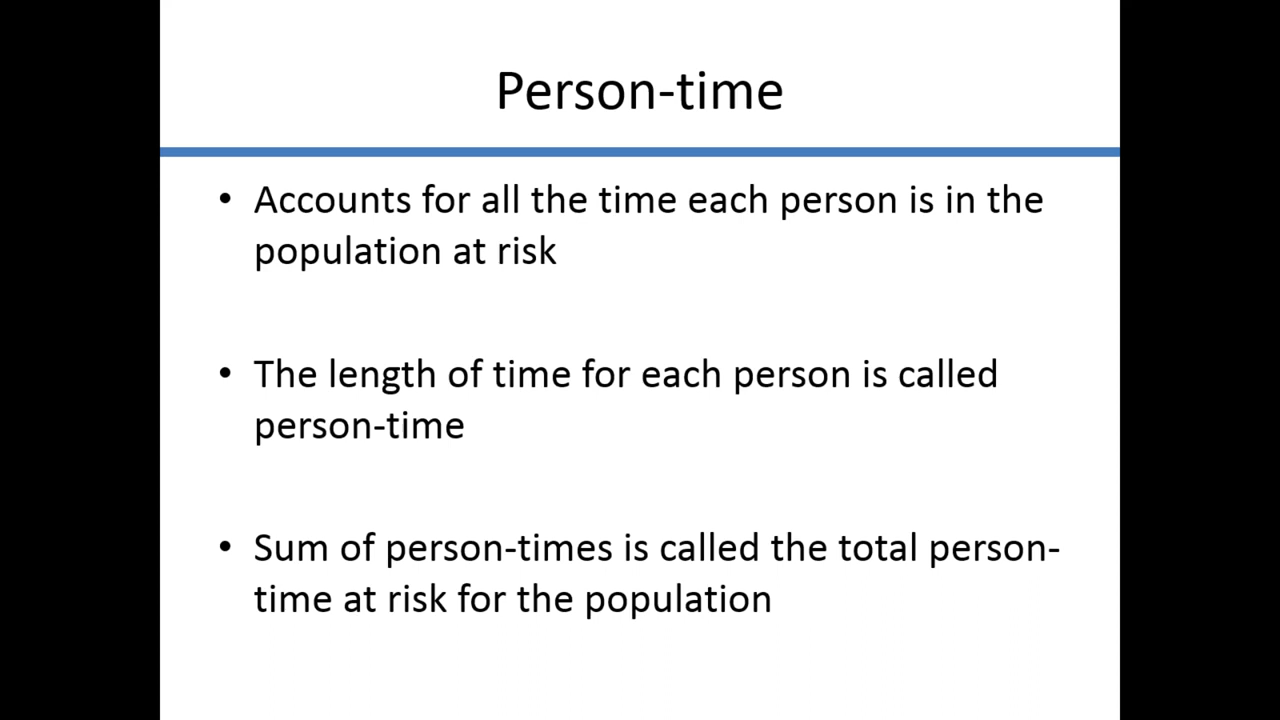 Person-time
• Accounts for all the time each person is in the
population at risk
• The length of time for each person is called
person-time
• Sum of person-times is called the total person-
time at risk for the population